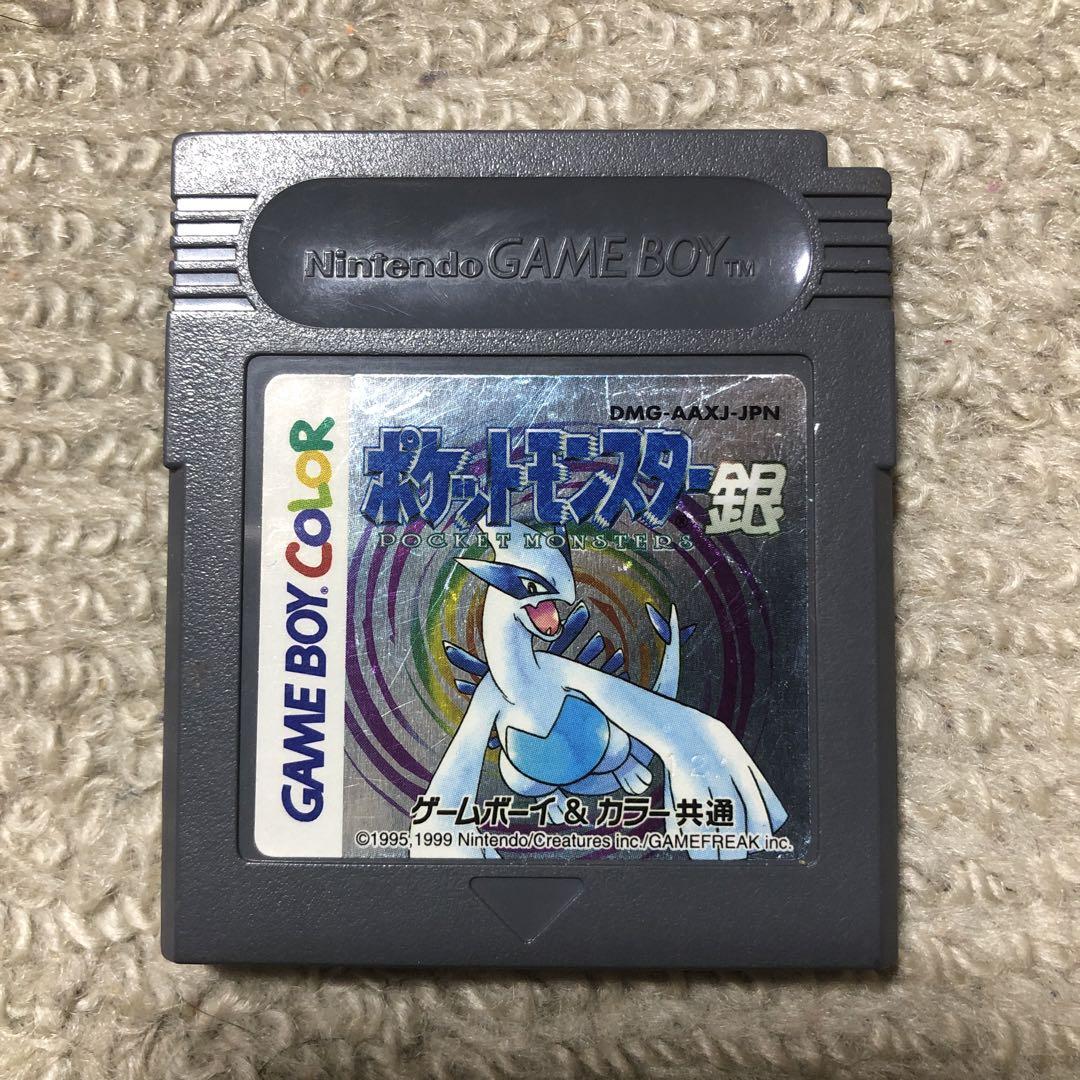 Nintendo GAME BOY™
GAME BOY COLOR
DMG-AAXJ-JPN
ポケットモンスター®銀
POCKET MONSTERS
ゲームボーイ & カラー共通
©1995,1999 Nintendo/Creatures inc./GAMEFREAK inc.